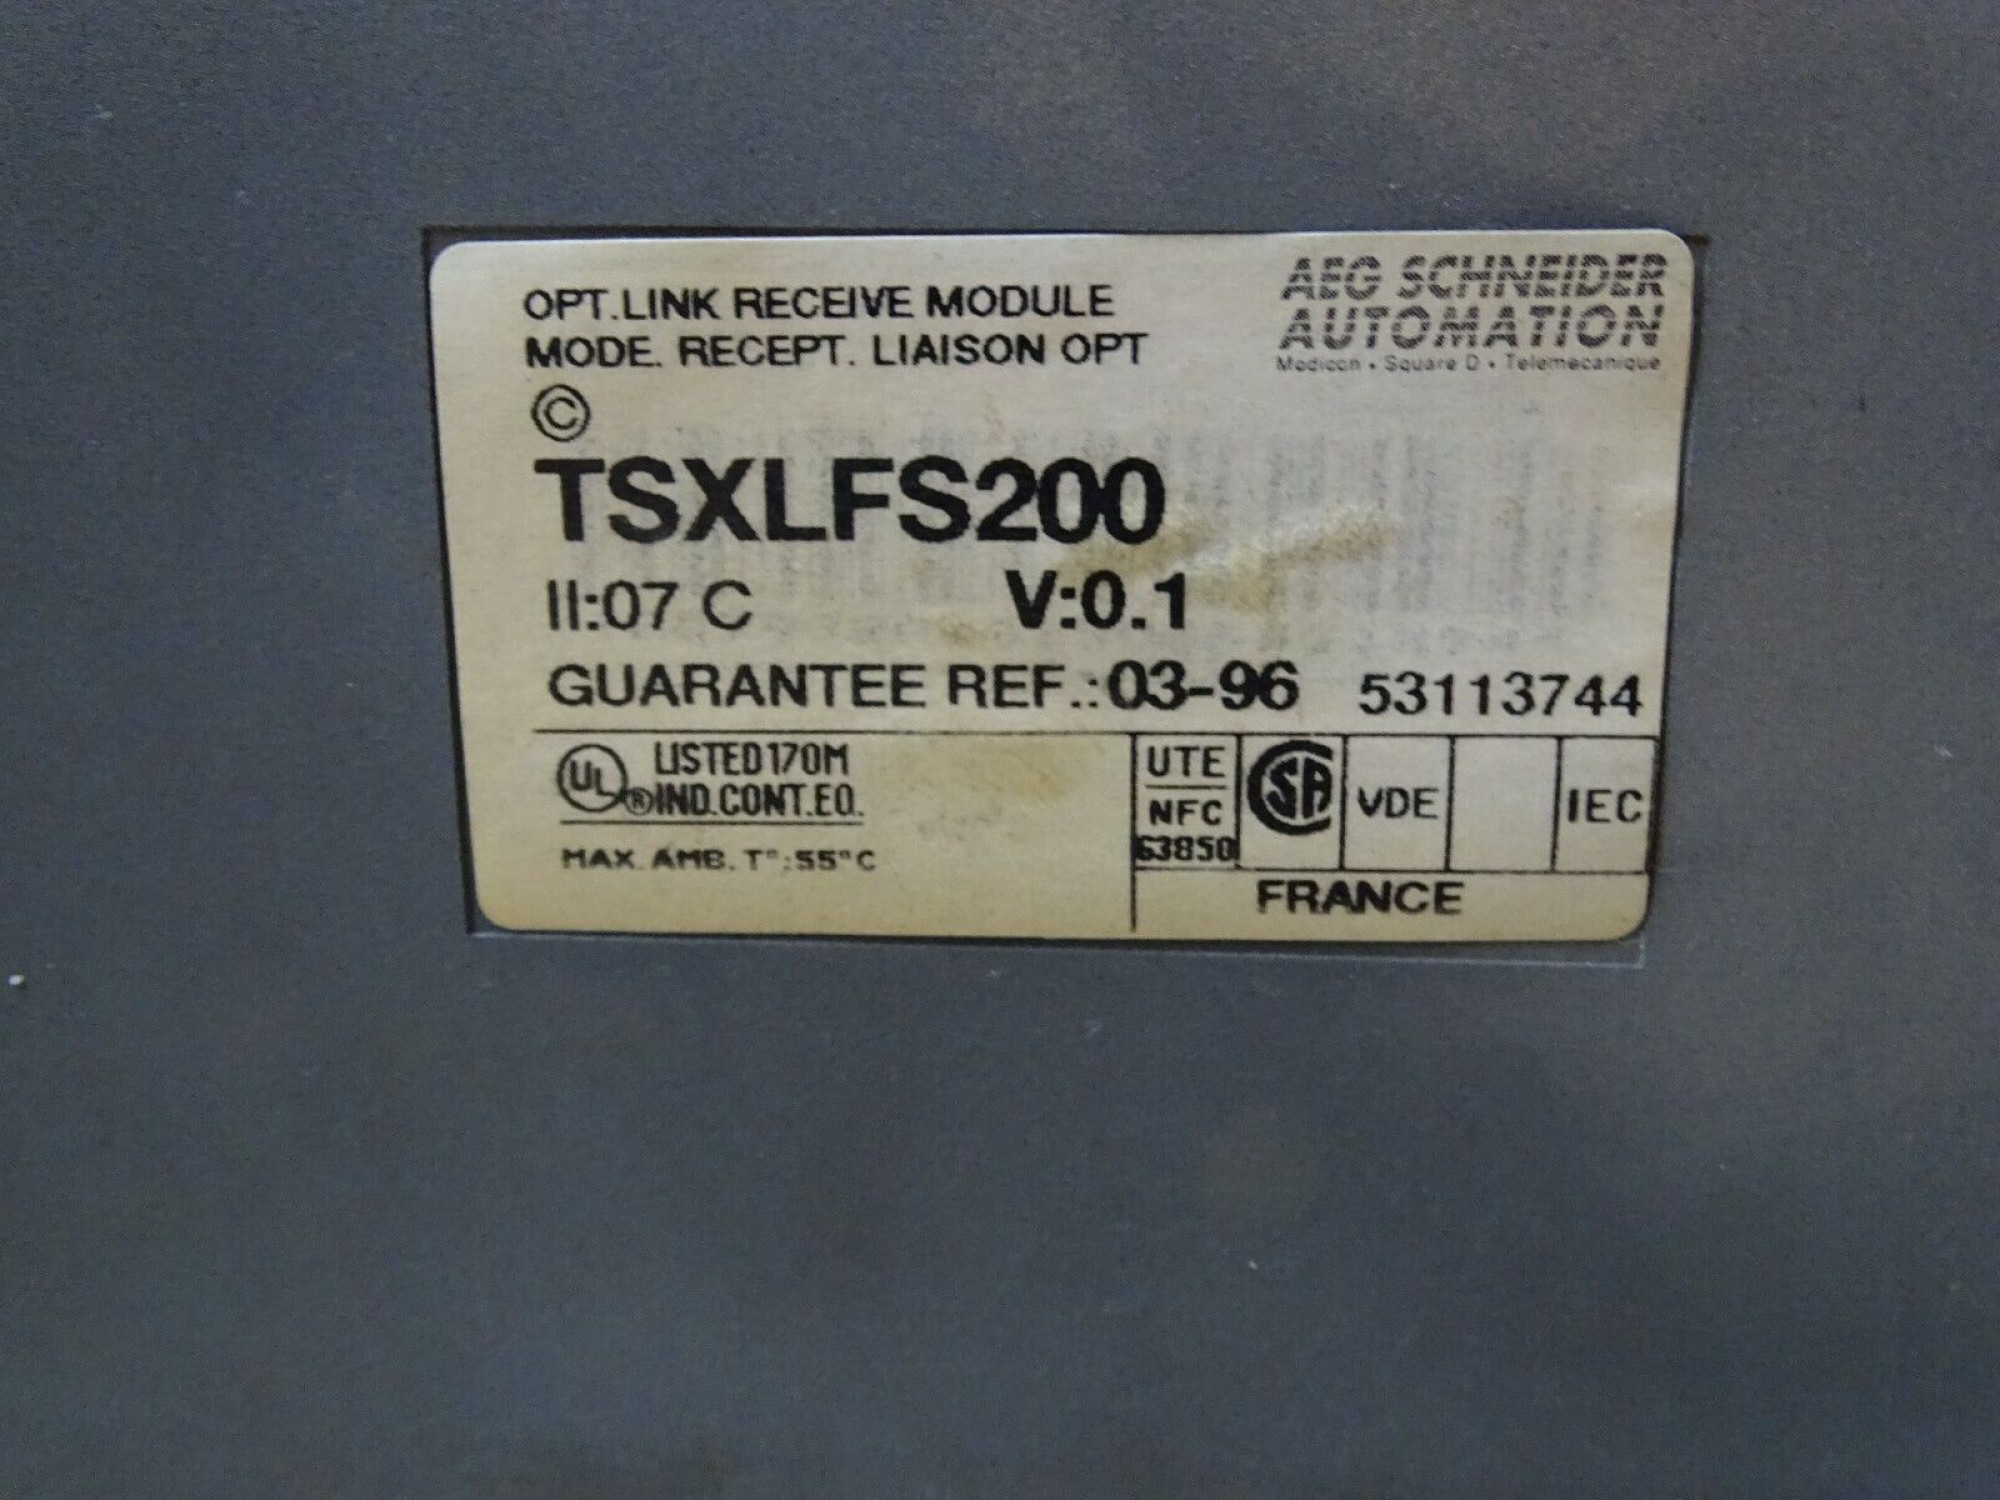 OPT.LINK RECEIVE MODULE
MODE. RECEPT. LIAISON OPT
AEG SCHNEIDER
AUTOMATION
Modicon • Square D • Telemecanique
©
TSXLFS200
II:07 C V:0.1
GUARANTEE REF.:03-96 53113744
UL LISTED 170M
® IND.CONT.EQ.
MAX. AMB. T°:55°C
UTE
NFC
63850
CSA
VDE
IEC
FRANCE